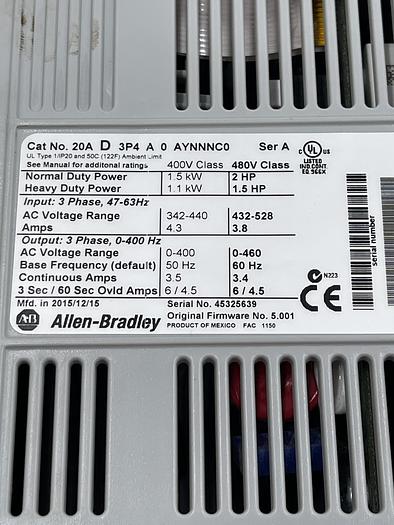 Cat No. 20A D 3P4 A 0 AYNNNC0 Ser A
UL Type 1/IP20 and 50C (122F) Ambient Limit
See Manual for additional ratings 400V Class 480V Class
Normal Duty Power 1.5 kW 2 HP
Heavy Duty Power 1.1 kW 1.5 HP
Input: 3 Phase, 47-63Hz
AC Voltage Range 342-440 432-528
Amps 4.3 3.8
Output: 3 Phase, 0-400 Hz
AC Voltage Range 0-400 0-460
Base Frequency (default) 50 Hz 60 Hz
Continuous Amps 3.5 3.4
3 Sec / 60 Sec Ovld Amps 6 / 4.5 6 / 4.5
Mfd. in 2015/12/15 Serial No. 45325639
Original Firmware No. 5.001
AB Allen-Bradley PRODUCT OF MEXICO FAC 1150
C UL US
LISTED
IND.CONT.
EQ.966X
N223
CE
serial number